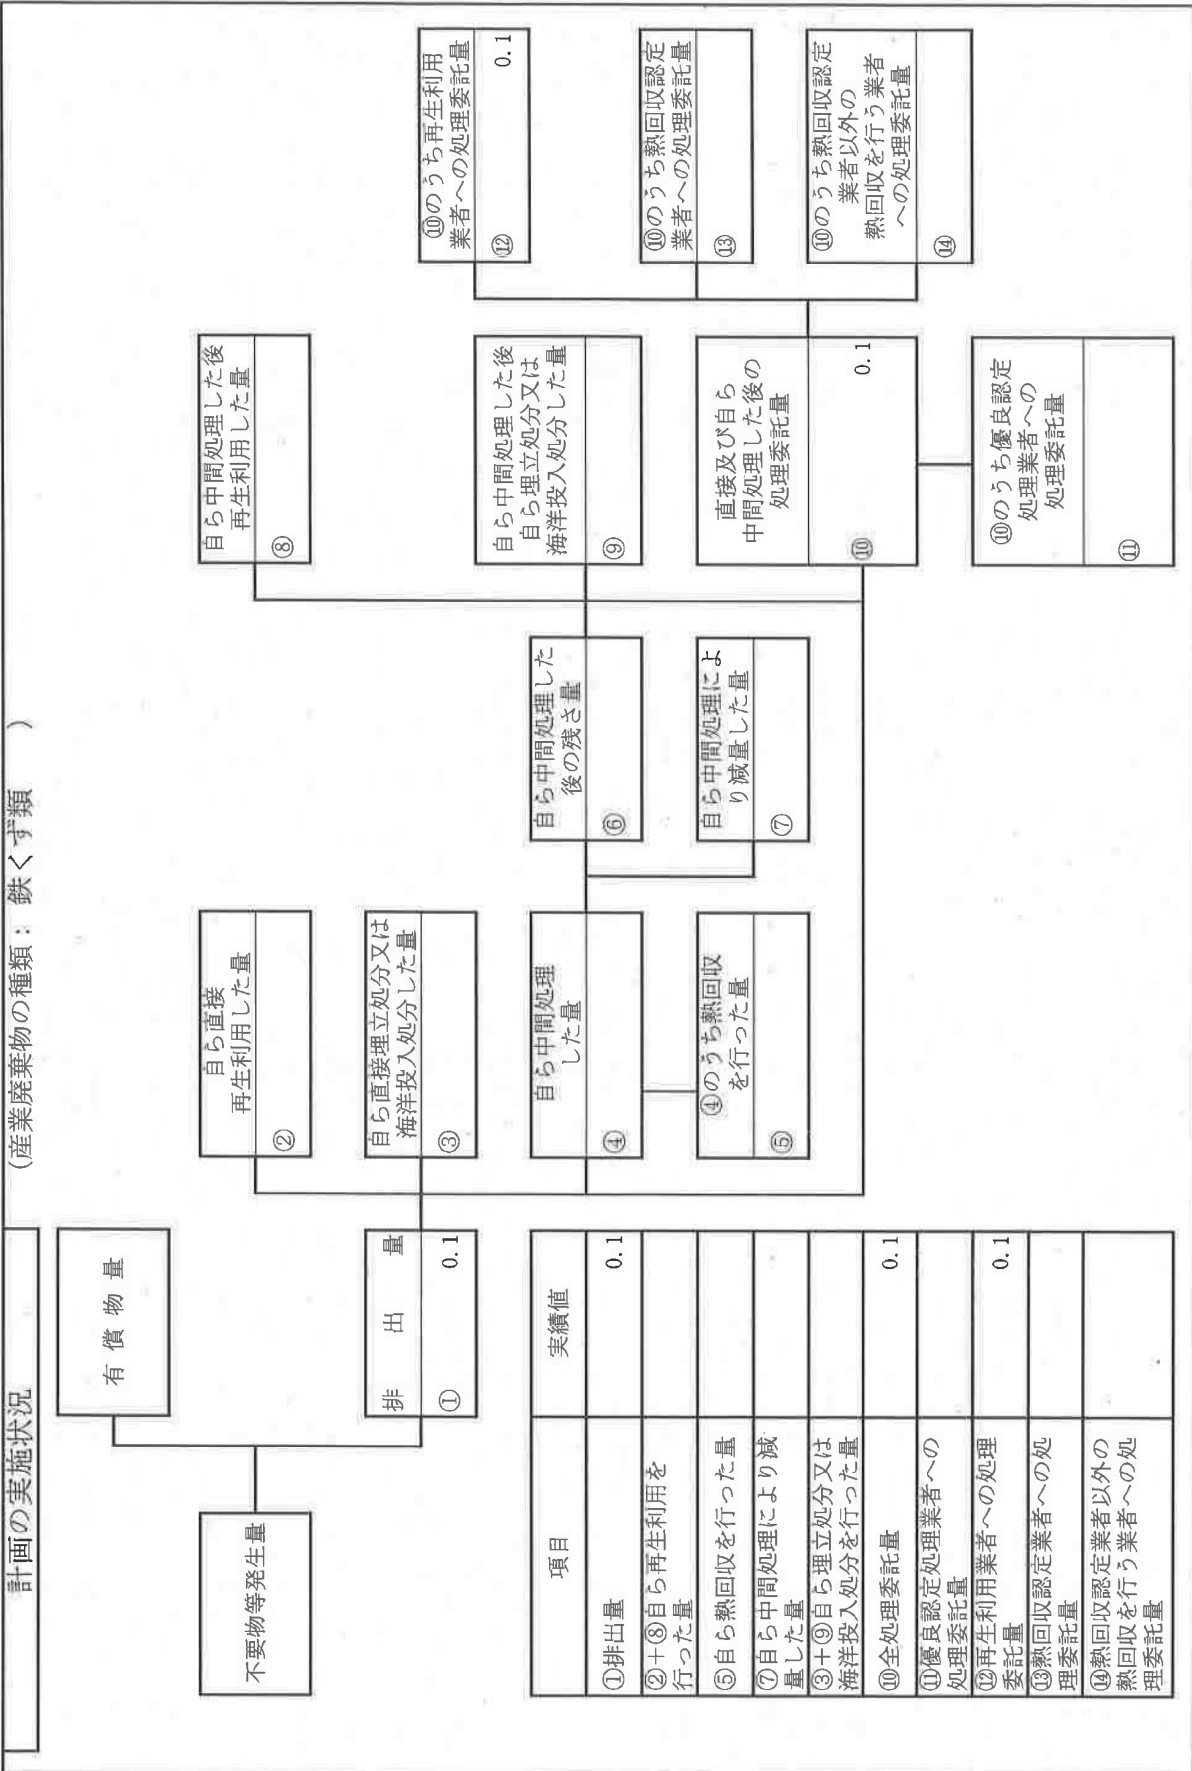 計画の実施状況
(産業廃棄物の種類： 鉄くず類 )
有償物量
不要物等発生量
排出量
① 0.1
自ら直接
再生利用した量
②
自ら直接埋立処分又は
海洋投入処分した量
③
自ら中間処理
した量
④
④のうち熱回収
を行った量
⑤
自ら中間処理した
後の残さ量
⑥
自ら中間処理によ
り減量した量
⑦
自ら中間処理した後
再生利用した量
⑧
自ら中間処理した後
自ら埋立処分又は
海洋投入処分した量
⑨
直接及び自ら
中間処理した後の
処理委託量
⑩ 0.1
⑩のうち優良認定
処理業者への
処理委託量
⑪
⑩のうち再生利用
業者への処理委託量
⑫ 0.1
⑩のうち熱回収認定
業者への処理委託量
⑬
⑩のうち熱回収認定
業者以外の
熱回収を行う業者
への処理委託量
⑭
項目 実績値
①排出量 0.1
②＋⑧自ら再生利用を
行った量
⑤自ら熱回収を行った量
⑦自ら中間処理により減
量した量
③＋⑨自ら埋立処分又は
海洋投入処分を行った量
⑩全処理委託量 0.1
⑪優良認定処理業者への
処理委託量
⑫再生利用業者への処理
委託量 0.1
⑬熱回収認定業者への処
理委託量
⑭熱回収認定業者以外の
熱回収を行う業者への処
理委託量